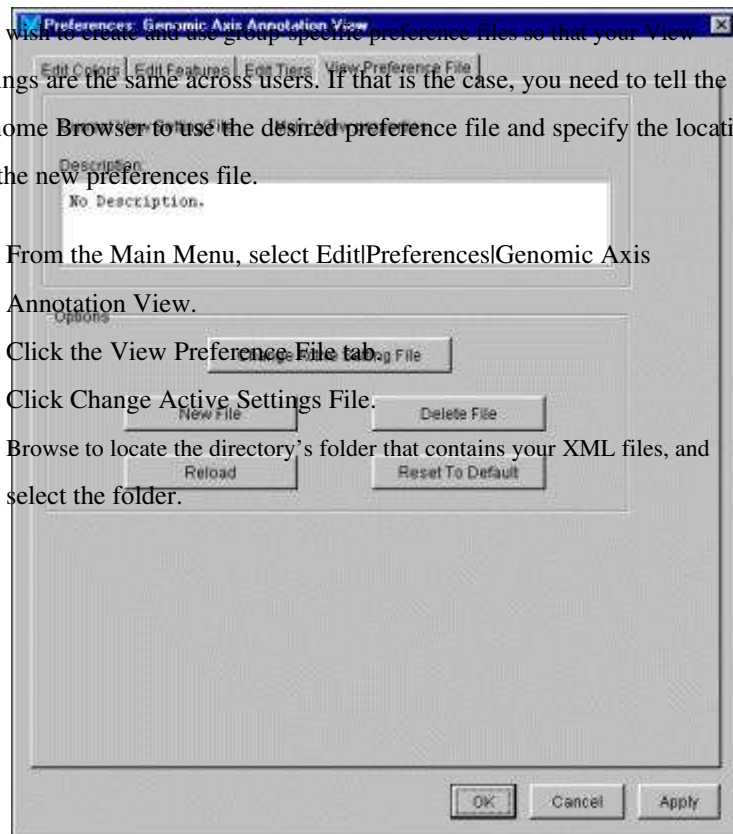 Preferences: Genomic Axis Annotation View
wish to create and use group-specific preference files so that your View
Edit Colors Edit Features Edit Tiers View Preference File
ngs are the same across users. If that is the case, you need to tell the
ome Browser to use the desired preference file and specify the locati
Description:
the new preferences file.
No Description.
From the Main Menu, select Edit|Preferences|Genomic Axis
Annotation View.
Options
Click the View Preference File tab.
Change Active Setting File
Click Change Active Settings File.
New File Delete File
Browse to locate the directory's folder that contains your XML files, and
Reload Reset To Default
select the folder.
OK Cancel Apply